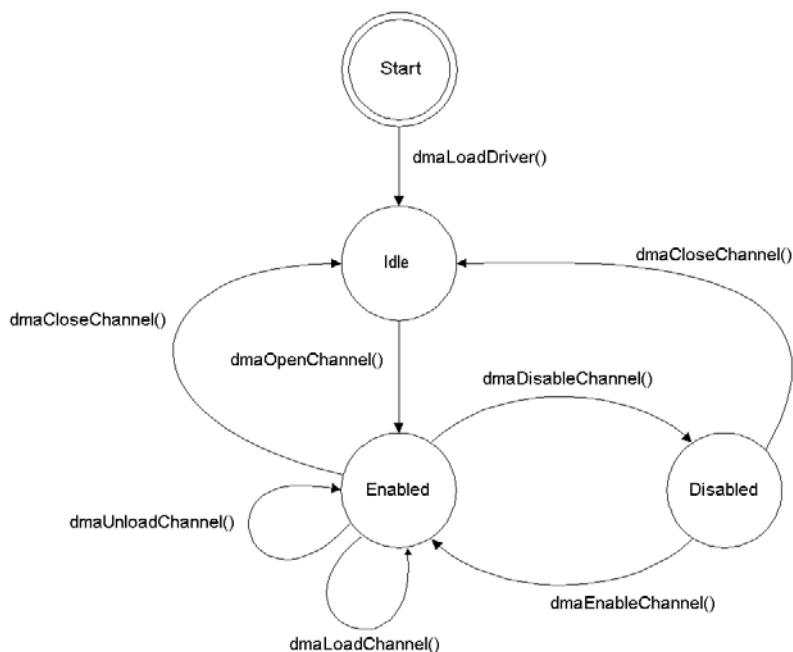 Start
dmaLoadDriver()
Idle
dmaCloseChannel()
dmaCloseChannel()
dmaOpenChannel()
dmaDisableChannel()
Enabled
Disabled
dmaUnloadChannel()
dmaEnableChannel()
dmaLoadChannel()